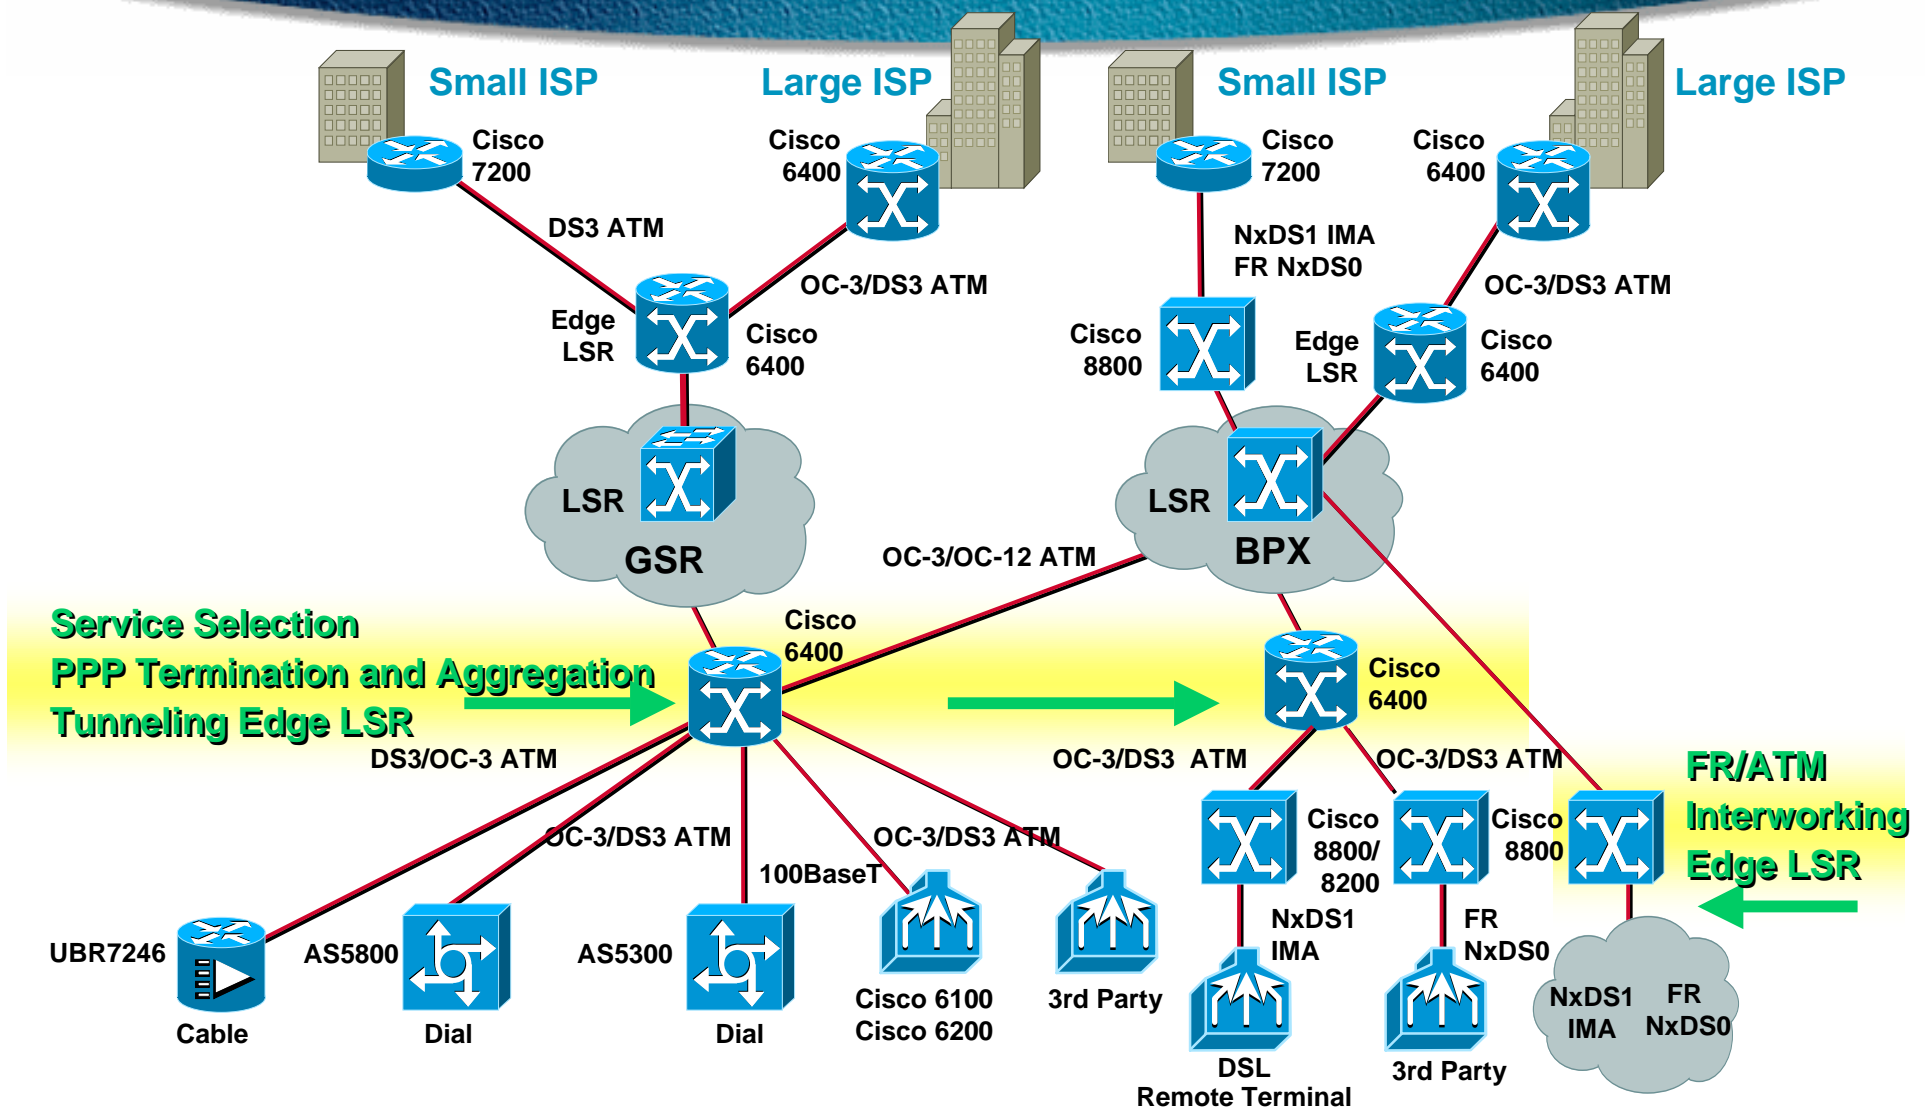 Small ISP
Large ISP
Small ISP
Large ISP
Cisco
7200
Cisco
6400
Cisco
7200
Cisco
6400
DS3 ATM
OC-3/DS3 ATM
NxDS1 IMA
FR NxDS0
OC-3/DS3 ATM
Edge
LSR
Cisco
6400
Cisco
8800
Edge
LSR
Cisco
6400
LSR
GSR
LSR
BPX
OC-3/OC-12 ATM
Service Selection
PPP Termination and Aggregation
Tunneling Edge LSR
Cisco
6400
Cisco
6400
DS3/OC-3 ATM
OC-3/DS3 ATM
OC-3/DS3 ATM
FR/ATM
Interworking
Edge LSR
OC-3/DS3 ATM
OC-3/DS3 ATM
100BaseT
Cisco
8800/
8200
Cisco
8800
NxDS1
IMA
FR
NxDS0
UBR7246
AS5800
AS5300
Cable
Dial
Dial
Cisco 6100
Cisco 6200
3rd Party
DSL
Remote Terminal
3rd Party
NxDS1
IMA
FR
NxDS0